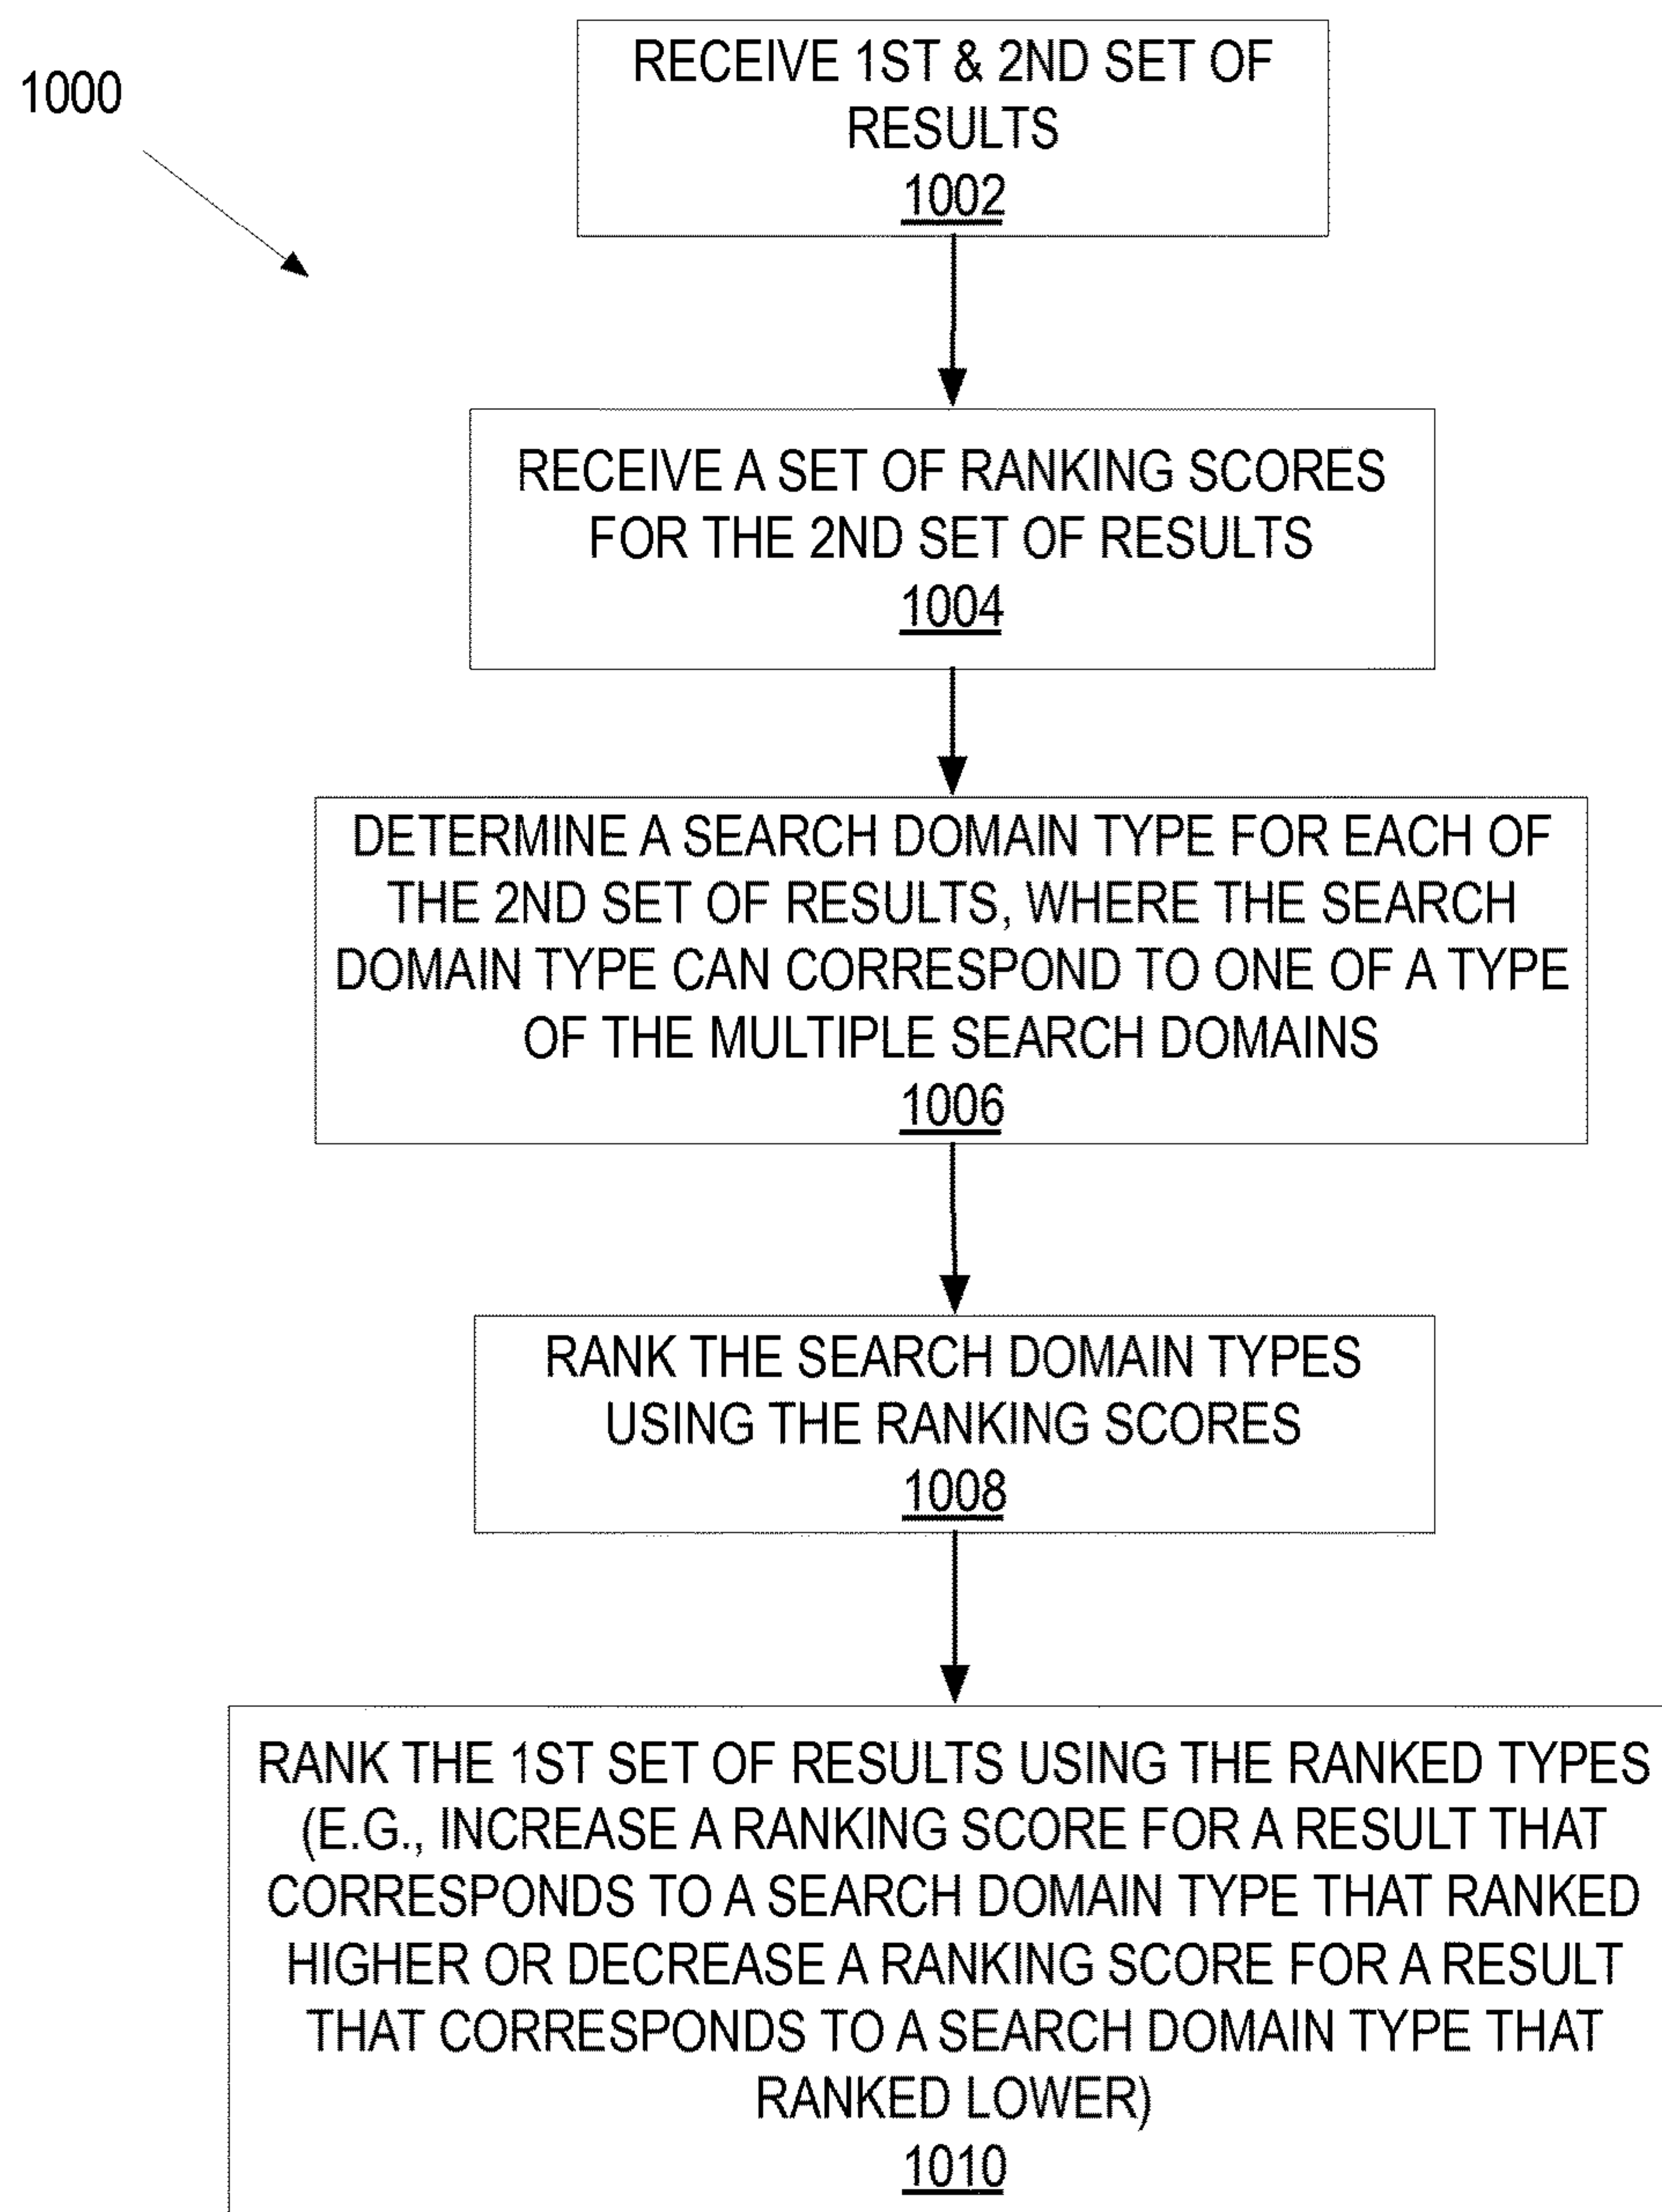 1000
RECEIVE 1ST & 2ND SET OF
RESULTS
1002
RECEIVE A SET OF RANKING SCORES
FOR THE 2ND SET OF RESULTS
1004
DETERMINE A SEARCH DOMAIN TYPE FOR EACH OF
THE 2ND SET OF RESULTS, WHERE THE SEARCH
DOMAIN TYPE CAN CORRESPOND TO ONE OF A TYPE
OF THE MULTIPLE SEARCH DOMAINS
1006
RANK THE SEARCH DOMAIN TYPES
USING THE RANKING SCORES
1008
RANK THE 1ST SET OF RESULTS USING THE RANKED TYPES
(E.G., INCREASE A RANKING SCORE FOR A RESULT THAT
CORRESPONDS TO A SEARCH DOMAIN TYPE THAT RANKED
HIGHER OR DECREASE A RANKING SCORE FOR A RESULT
THAT CORRESPONDS TO A SEARCH DOMAIN TYPE THAT
RANKED LOWER)
1010